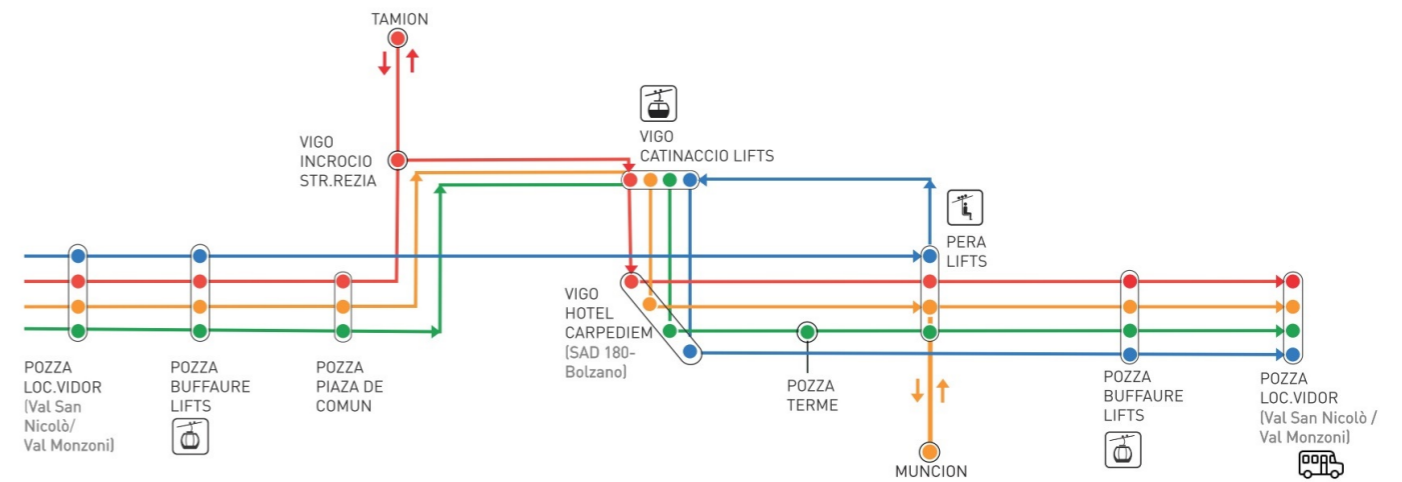 TAMION
VIGO
INCROCIO
STR.REZIA
VIGO
CATINACCIO LIFTS
PERA
LIFTS
VIGO
HOTEL
CARPEDIEM
(SAD 180-
Bolzano)
POZZA
LOC.VIDOR
(Val San
Nicolò/
Val Monzoni)
POZZA
BUFFAURE
LIFTS
POZZA
PIAZA DE
COMUN
POZZA
TERME
MUNCION
POZZA
BUFFAURE
LIFTS
POZZA
LOC.VIDOR
(Val San Nicolò /
Val Monzoni)